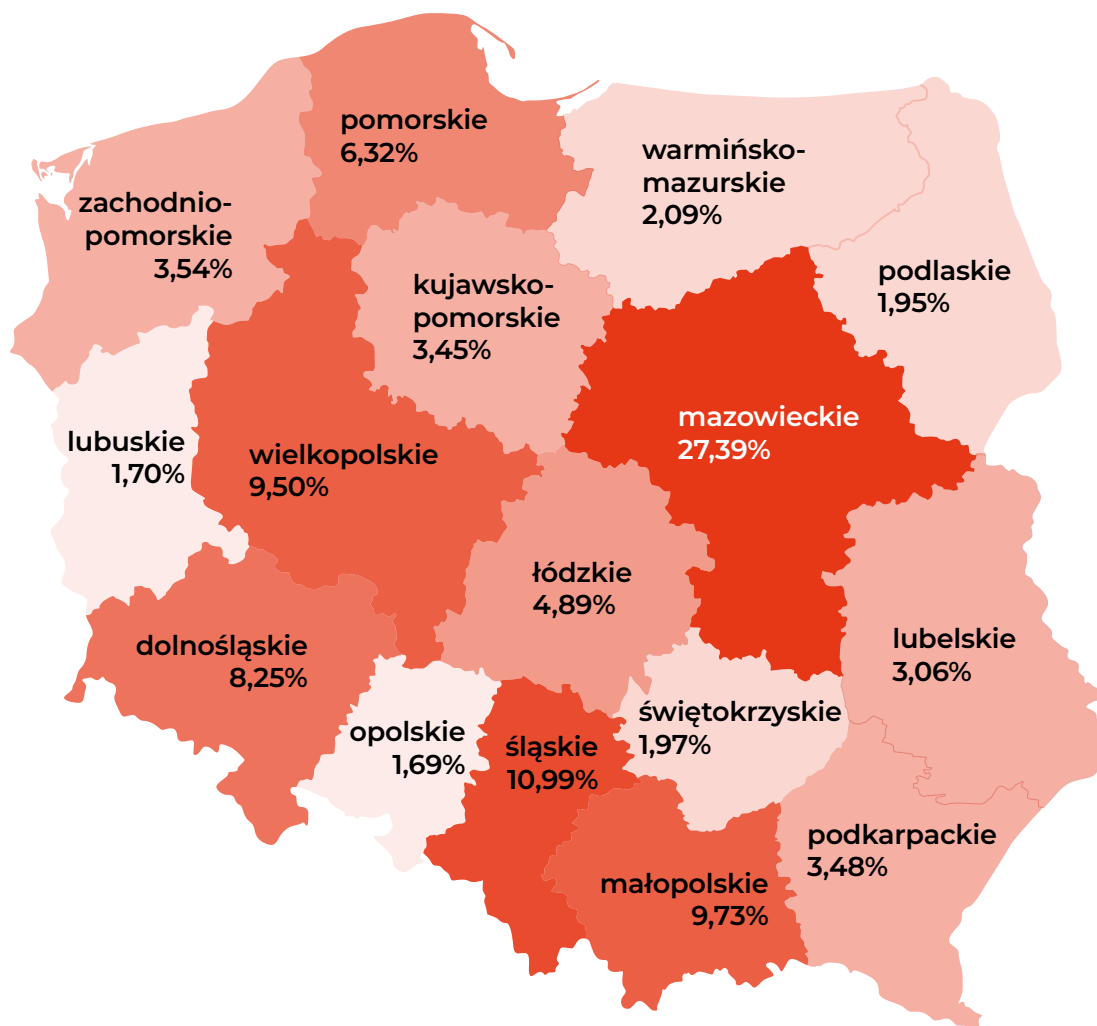 pomorskie
6,32%
warmińsko-
mazurskie
2,09%
zachodnio-
pomorskie
3,54%
kujawsko-
pomorskie
3,45%
podlaskie
1,95%
mazowieckie
27,39%
lubuskie
1,70%
wielkopolskie
9,50%
łódzkie
4,89%
dolnośląskie
8,25%
lubelskie
3,06%
opolskie
1,69%
śląskie
10,99%
świętokrzyskie
1,97%
podkarpackie
3,48%
małopolskie
9,73%